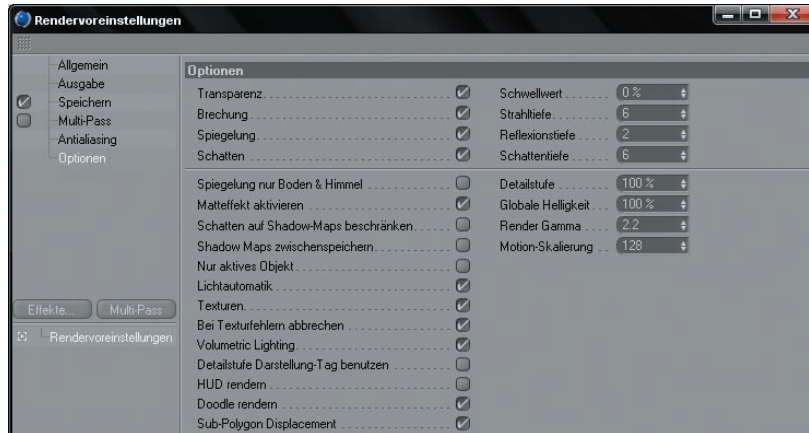 Rendervoreinstellungen
Allgemein
Ausgabe
Speichern
Multi-Pass
Antialiasing
Optionen
Effekte...
Multi-Pass
Rendervoreinstellungen
Optionen
Transparenz Schwellwert 0 %
Brechung Strahltiefe 6
Spiegelung Reflexionstiefe 2
Schatten Schattentiefe 6
Spiegelung nur Boden & Himmel Detailstufe 100 %
Matteffekt aktivieren Globale Helligkeit 100 %
Schatten auf Shadow-Maps beschränken Render Gamma 2.2
Shadow Maps zwischenspeichern Motion-Skalierung 128
Nur aktives Objekt
Lichtautomatik
Texturen
Bei Texturfehlern abbrechen
Volumetric Lighting
Detailstufe Darstellung-Tag benutzen
HUD rendern
Doodle rendern
Sub-Polygon Displacement